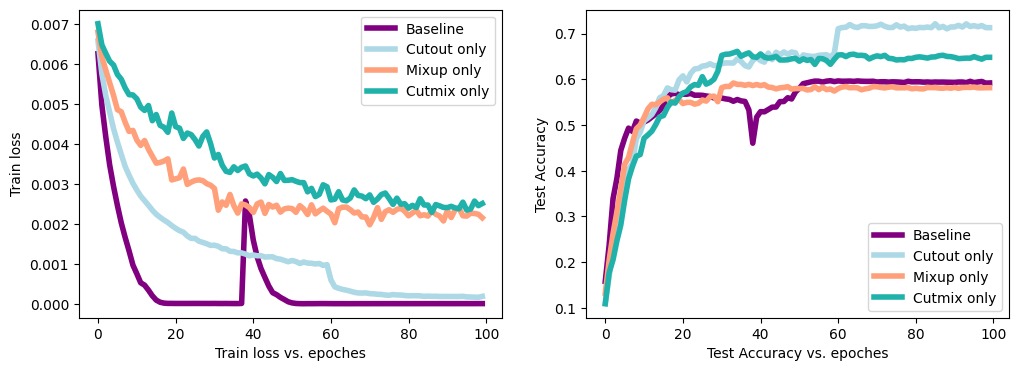 0.007
0.006
0.005
0.004
0.003
0.002
0.001
0.000
Train loss
0 20 40 60 80 100
Train loss vs. epoches
Baseline
Cutout only
Mixup only
Cutmix only
0.7
0.6
0.5
0.4
0.3
0.2
0.1
Test Accuracy
0 20 40 60 80 100
Test Accuracy vs. epoches
Baseline
Cutout only
Mixup only
Cutmix only